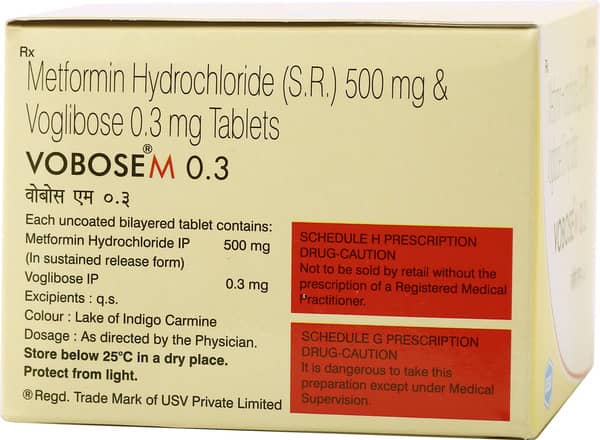 Rx
Metformin Hydrochloride (S.R.) 500 mg &
Voglibose 0.3 mg Tablets
VOBOSE®M 0.3
वोबोस एम ०.३
Each uncoated bilayered tablet contains:
Metformin Hydrochloride IP 500 mg
(In sustained release form)
Voglibose IP 0.3 mg
Excipients : q.s.
Colour : Lake of Indigo Carmine
Dosage : As directed by the Physician.
Store below 25°C in a dry place.
Protect from light.
®Regd. Trade Mark of USV Private Limited
SCHEDULE H PRESCRIPTION
DRUG-CAUTION
Not to be sold by retail without the
prescription of a Registered Medical
Practitioner.
SCHEDULE G PRESCRIPTION
DRUG-CAUTION
It is dangerous to take this
preparation except under Medical
Supervision.